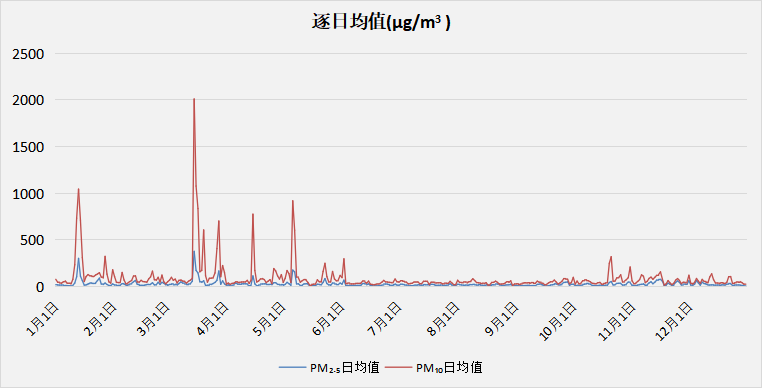 逐日均值(μg/m³ )
2500
2000
1500
1000
500
0
1月1日
2月1日
3月1日
4月1日
5月1日
6月1日
7月1日
8月1日
9月1日
10月1日
11月1日
12月1日
PM₂.₅日均值 PM₁₀日均值